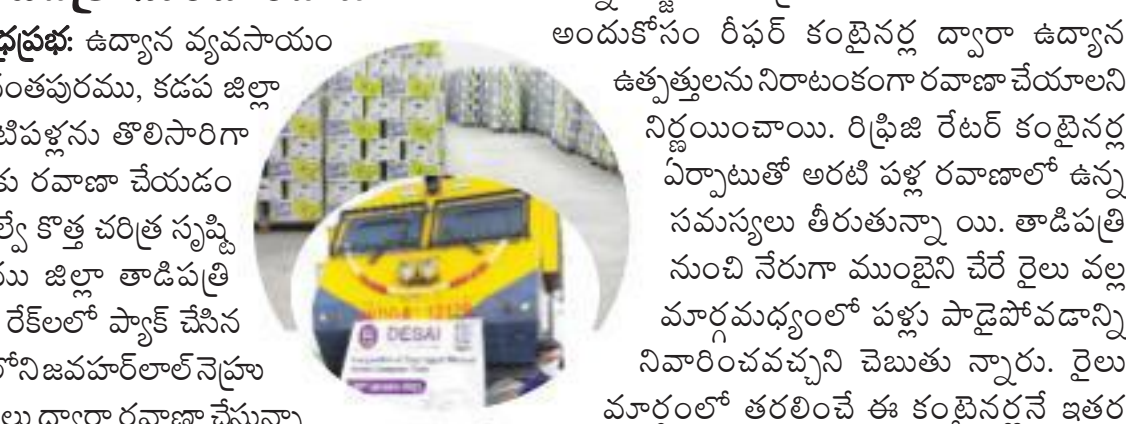 ధప్రభ: ఉద్యాన వ్యవసాయం
ంతపురము, కడప జిల్లా
టిపళ్లను తొలిసారిగా
కు రవాణా చేయడం
ల్వే కొత్త చరిత్ర సృష్టి
ము జిల్లా తాడిపత్రి
రేక్‌లలో ప్యాక్ చేసిన
లోని జవహర్‌లాల్ నెహ్రు
లు ద్వారా రవాణా చేస్తున్నా
DESAI
అందుకోసం రీఫర్ కంటైనర్ల ద్వారా ఉద్యాన
ఉత్పత్తులను నిరాటంకంగా రవాణా చేయాలని
నిర్ణయించాయి. రిఫ్రిజి రేటర్ కంటైనర్ల
ఏర్పాటుతో అరటి పళ్ల రవాణాలో ఉన్న
సమస్యలు తీరుతున్నా యి. తాడిపత్రి
నుంచి నేరుగా ముంబైని చేరే రైలు వల్ల
మార్గమధ్యంలో పళ్లు పాడైపోవడాన్ని
నివారించవచ్చని చెబుతు న్నారు. రైలు
మార్గంలో తరలించే ఈ కంటైనర్లనే ఇతర